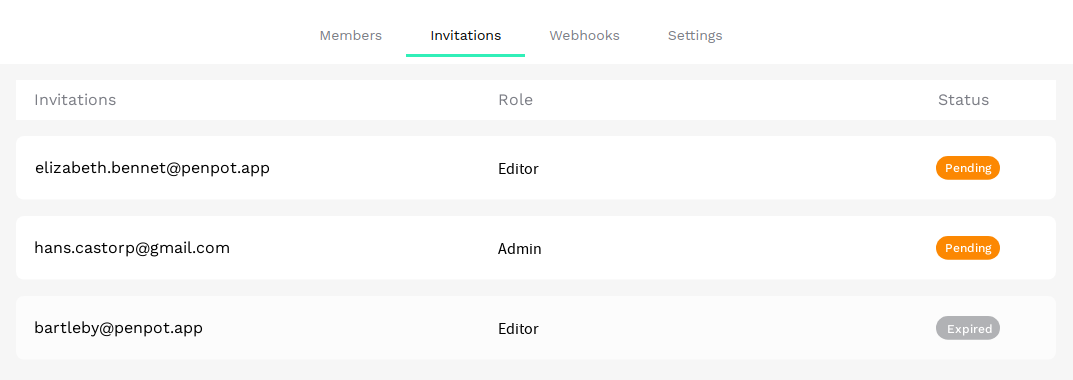 Members Invitations Webhooks Settings
Invitations Role Status
elizabeth.bennet@penpot.app Editor Pending
hans.castorp@gmail.com Admin Pending
bartleby@penpot.app Editor Expired